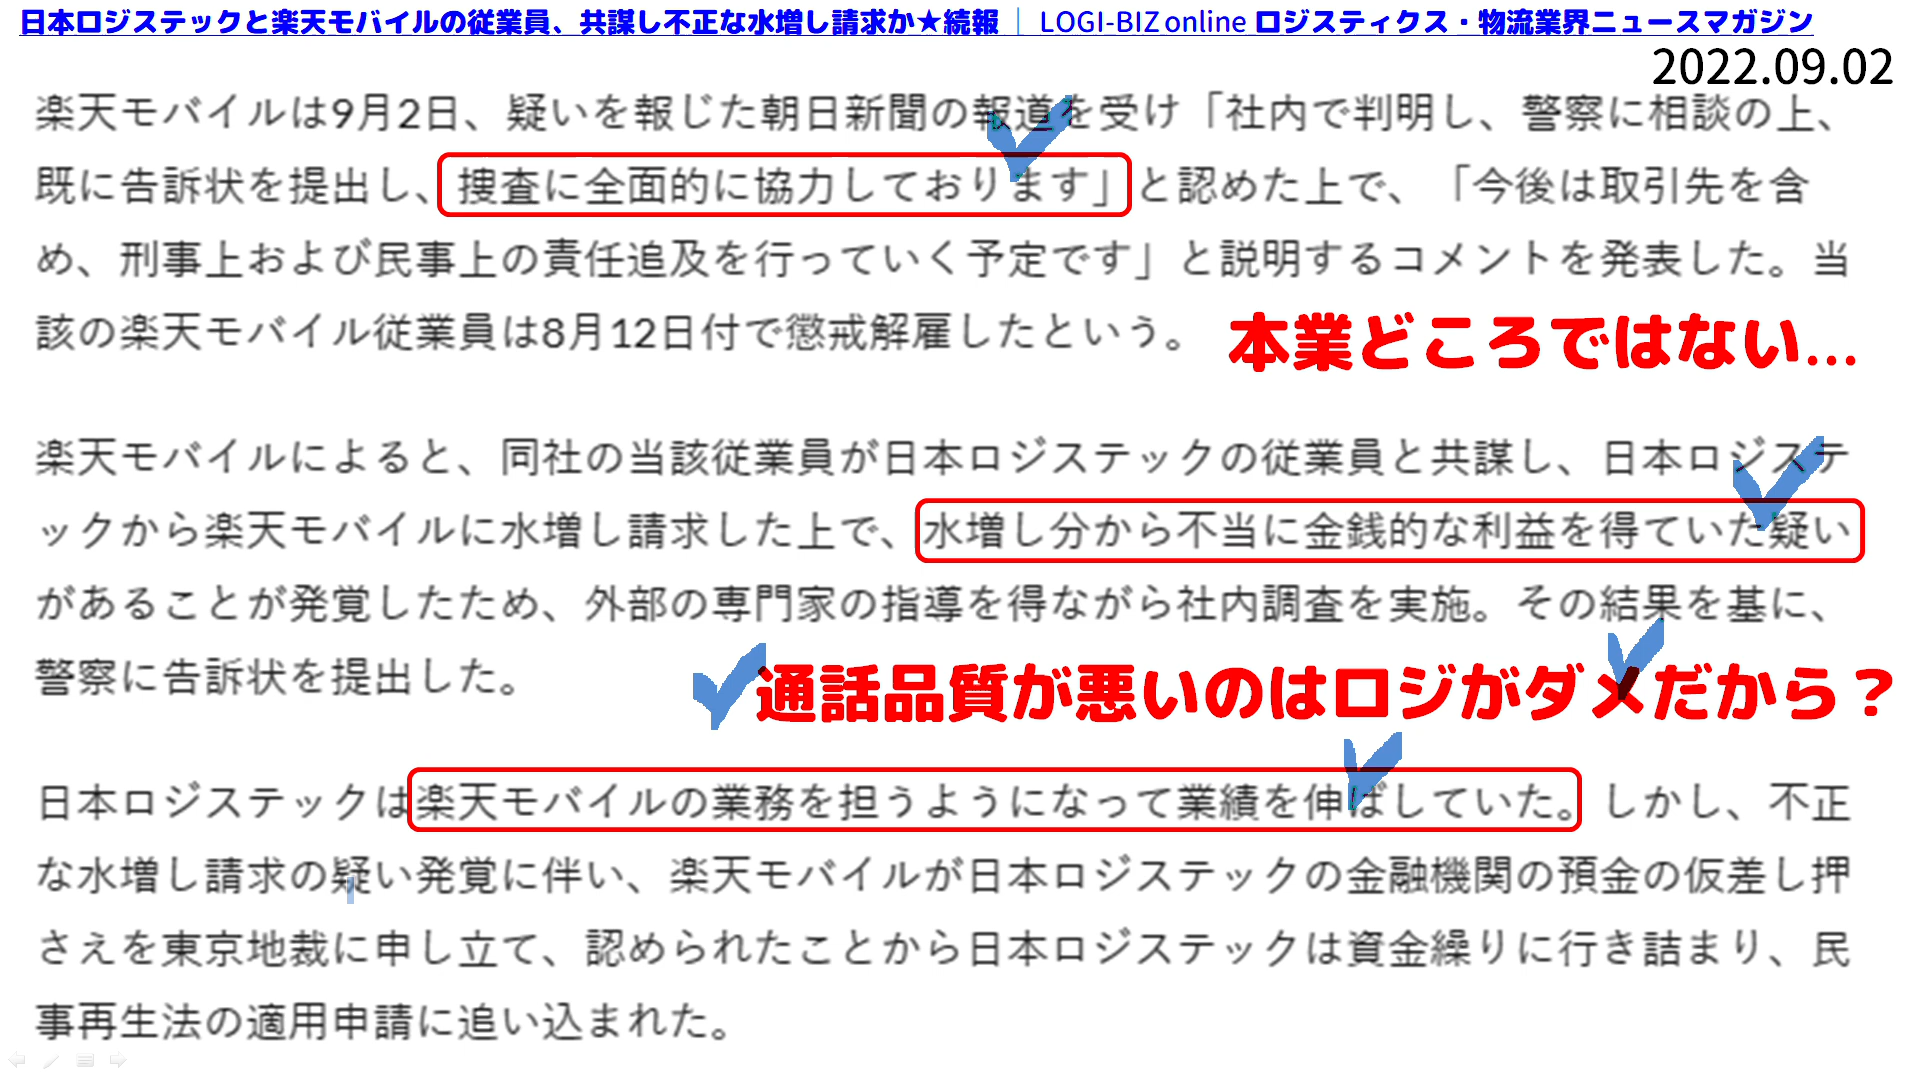 日本ロジステックと楽天モバイルの従業員、共謀し不正な水増し請求か★続報｜LOGI-BIZ online ロジスティクス・物流業界ニュースマガジン
2022.09.02
楽天モバイルは9月2日、疑いを報じた朝日新聞の報道を受け「社内で判明し、警察に相談の上、
既に告訴状を提出し、捜査に全面的に協力しております」と認めた上で、「今後は取引先を含
め、刑事上および民事上の責任追及を行っていく予定です」と説明するコメントを発表した。当
該の楽天モバイル従業員は8月12日付で懲戒解雇したという。
本業どころではない...
楽天モバイルによると、同社の当該従業員が日本ロジステックの従業員と共謀し、日本ロジステ
ックから楽天モバイルに水増し請求した上で、水増し分から不当に金銭的な利益を得ていた疑い
があることが発覚したため、外部の専門家の指導を得ながら社内調査を実施。その結果を基に、
警察に告訴状を提出した。
通話品質が悪いのはロジがダメだから？
日本ロジステックは楽天モバイルの業務を担うようになって業績を伸ばしていた。しかし、不正
な水増し請求の疑い発覚に伴い、楽天モバイルが日本ロジステックの金融機関の預金の仮差し押
さえを東京地裁に申し立て、認められたことから日本ロジステックは資金繰りに行き詰まり、民
事再生法の適用申請に追い込まれた。